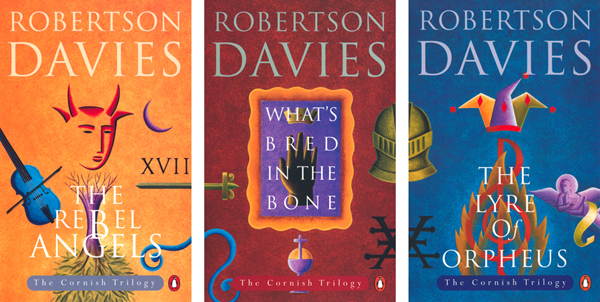 ROBERTSON
DAVIES
XVII
THE
REBEL
ANGELS
The Cornish Trilogy
ROBERTSON
DAVIES
WHAT'S
BRED
IN THE
BONE
The Cornish Trilogy
ROBERTSON
DAVIES
THE
LYRE
Of
ORPHEUS
The Cornish Trilogy